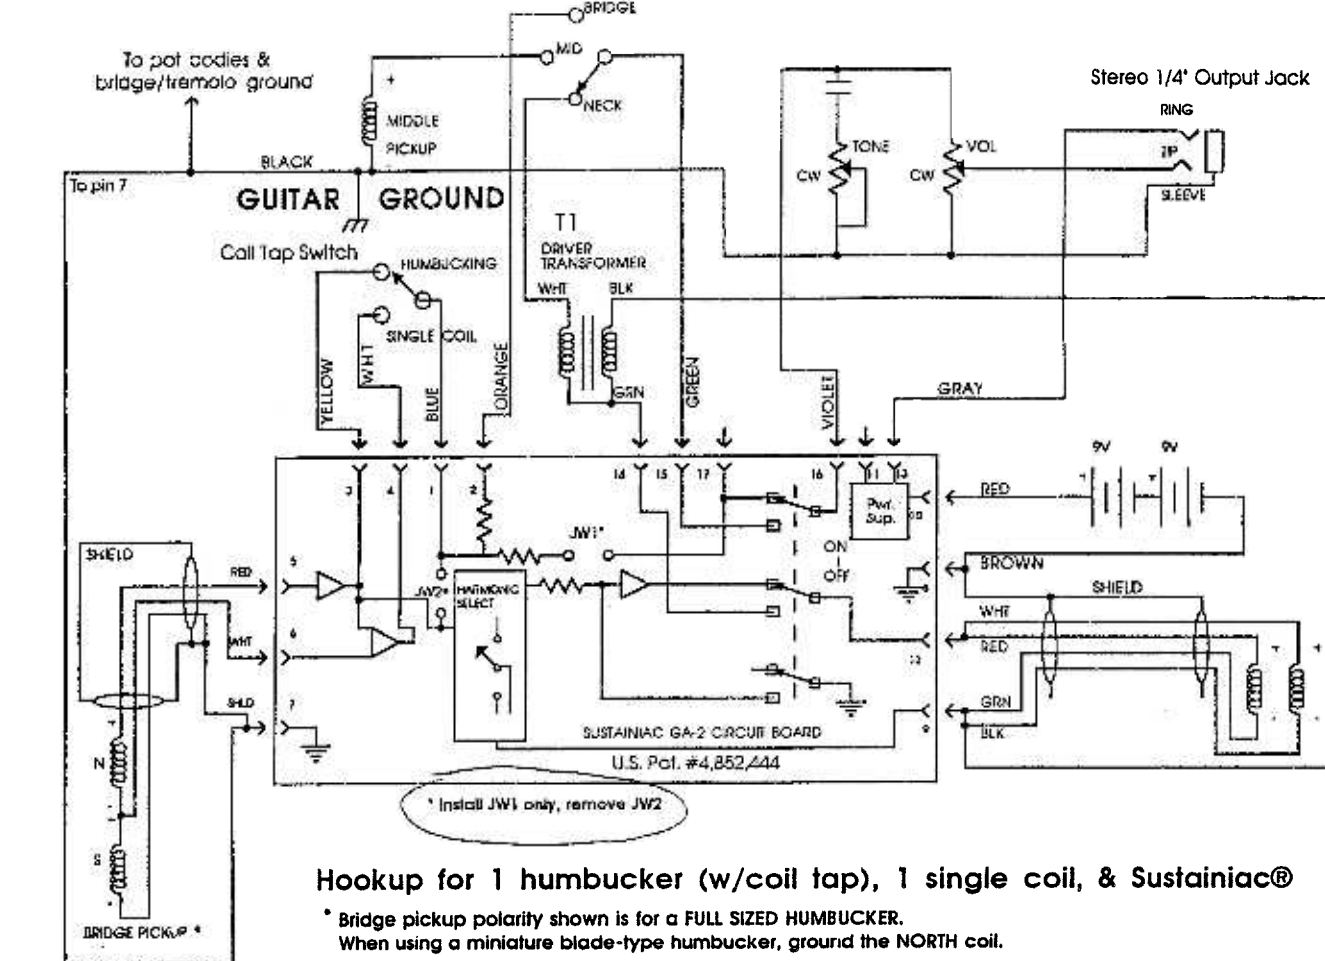 BRIDGE
MID
NECK
To pot bodies &
bridge/tremolo ground
+
MIDDLE
PICKUP
BLACK
To pin 7
GUITAR GROUND
Coil Tap Switch
HUMBUCKING
SINGLE COIL
T1
DRIVER
TRANSFORMER
WHT
BLK
GRN
TONE
CW
VOL
CW
Stereo 1/4" Output Jack
RING
TIP
SLEEVE
YELLOW
WHT
BLUE
ORANGE
GREEN
VIOLET
GRAY
3
4
1
2
14
15
17
16
11
13
Pwr.
Sup.
10
9V
9V
+
+
RED
BROWN
SHIELD
WHT
RED
GRN
BLK
+
+
-
-
12
9
SHIELD
RED
WHT
SHLD
5
6
7
JW1*
JW2*
HARMONIC
SELECT
ON
OFF
SUSTAINIAC GA-2 CIRCUIT BOARD
U.S. Pat. #4,852,444
* Install JW1 only, remove JW2
+
N
-
+
S
-
BRIDGE PICKUP *
Hookup for 1 humbucker (w/coil tap), 1 single coil, & Sustainiac®
* Bridge pickup polarity shown is for a FULL SIZED HUMBUCKER.
When using a miniature blade-type humbucker, ground the NORTH coil.